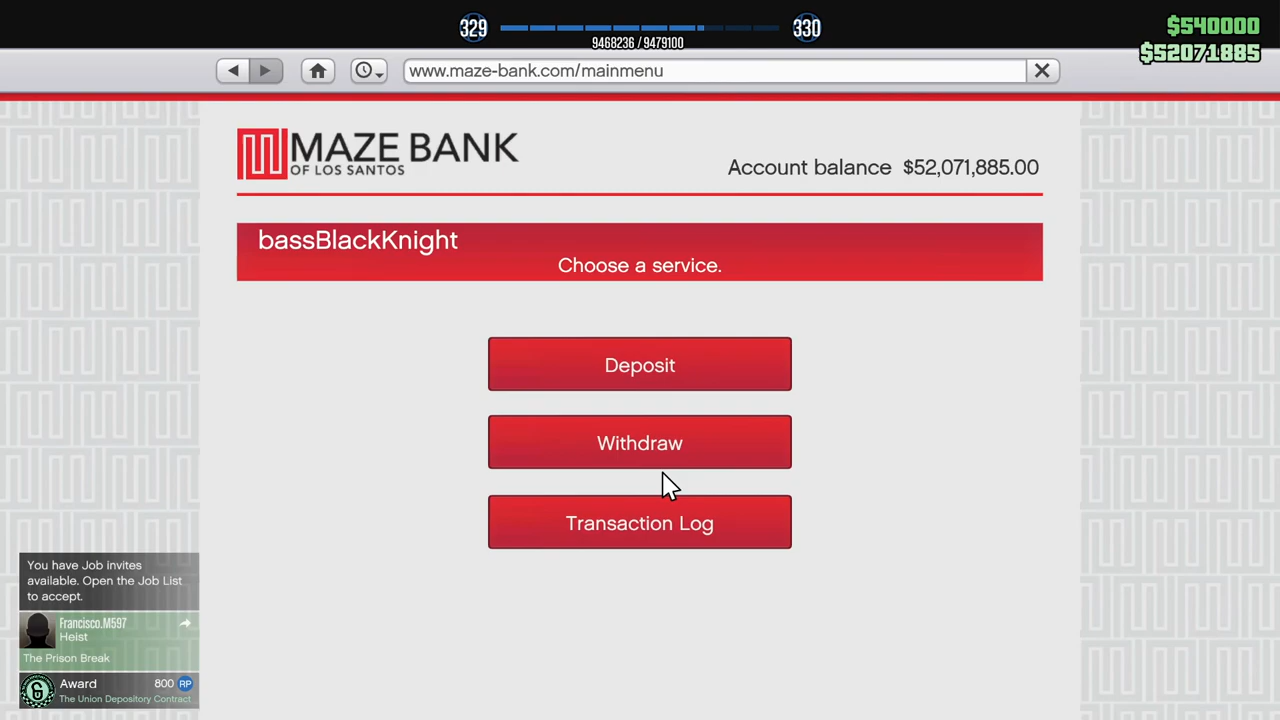 329
330
9468236 / 9479100
$540000
$52071885
www.maze-bank.com/mainmenu
MAZE BANK
OF LOS SANTOS
Account balance $52,071,885.00
bassBlackKnight
Choose a service.
Deposit
Withdraw
Transaction Log
You have Job invites
available. Open the Job List
to accept.
Francisco.M597
Heist
The Prison Break
Award 800 RP
The Union Depository Contract